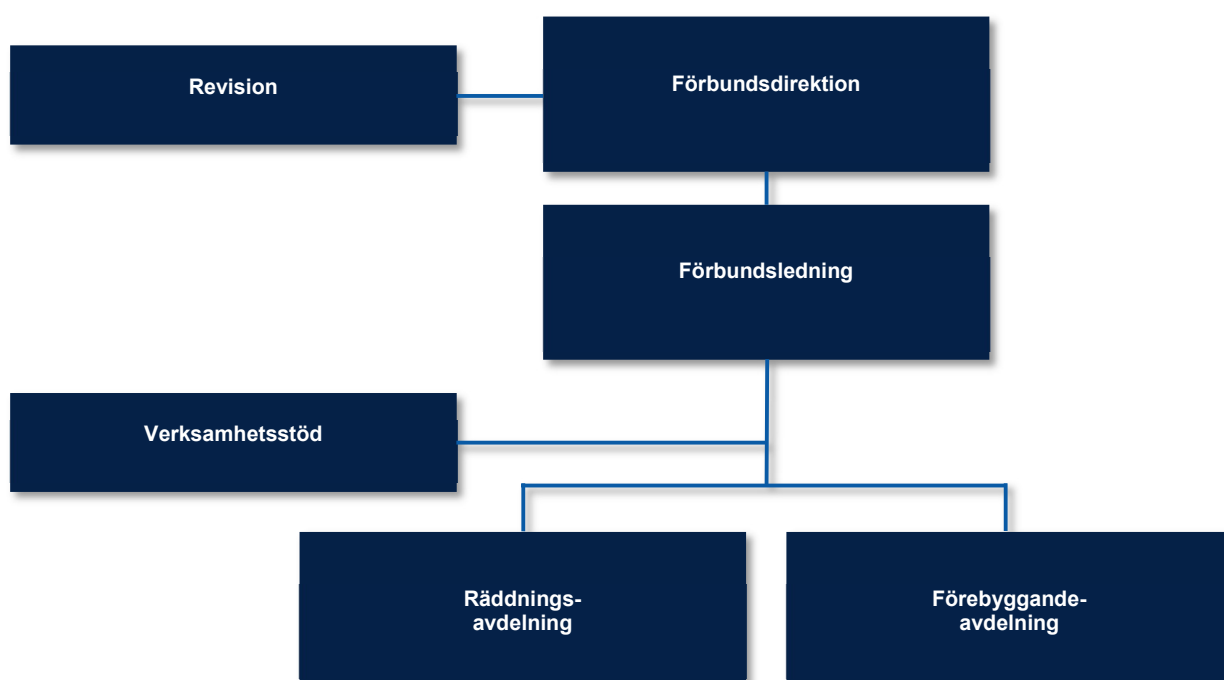 Revision
Förbundsdirektion
Förbundsledning
Verksamhetsstöd
Räddnings-
avdelning
Förebyggande-
avdelning